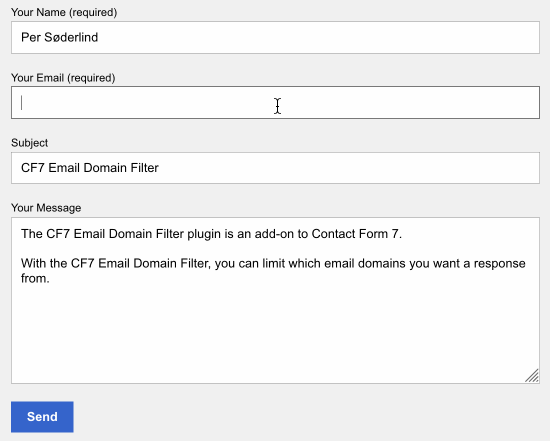 Your Name (required)
Per Søderlind
Your Email (required)
Subject
CF7 Email Domain Filter
Your Message
The CF7 Email Domain Filter plugin is an add-on to Contact Form 7.
With the CF7 Email Domain Filter, you can limit which email domains you want a response
from.
Send